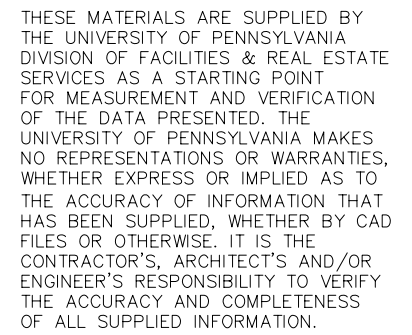 THESE MATERIALS ARE SUPPLIED BY
THE UNIVERSITY OF PENNSYLVANIA
DIVISION OF FACILITIES & REAL ESTATE
SERVICES AS A STARTING POINT
FOR MEASUREMENT AND VERIFICATION
OF THE DATA PRESENTED. THE
UNIVERSITY OF PENNSYLVANIA MAKES
NO REPRESENTATIONS OR WARRANTIES,
WHETHER EXPRESS OR IMPLIED AS TO
THE ACCURACY OF INFORMATION THAT
HAS BEEN SUPPLIED, WHETHER BY CAD
FILES OR OTHERWISE. IT IS THE
CONTRACTOR'S, ARCHITECT'S AND/OR
ENGINEER'S RESPONSIBILITY TO VERIFY
THE ACCURACY AND COMPLETENESS
OF ALL SUPPLIED INFORMATION.